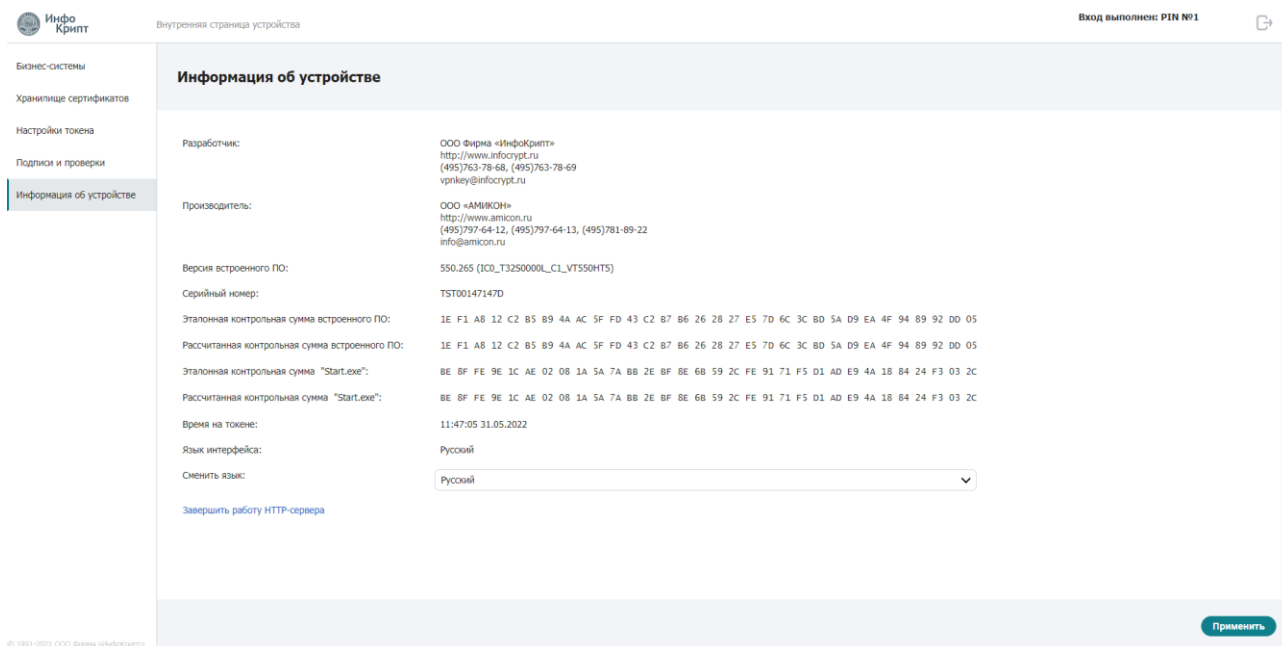 Инфо
Крипт
Внутренняя страница устройства
Вход выполнен: PIN №1
Бизнес-системы
Хранилище сертификатов
Настройки токена
Подписи и проверки
Информация об устройстве
Информация об устройстве
Разработчик:
ООО Фирма «ИнфоКрипт»
http://www.infocrypt.ru
(495)763-78-68, (495)763-78-69
vpnkey@infocrypt.ru
Производитель:
ООО «АМИКОН»
http://www.amicon.ru
(495)797-64-12, (495)797-64-13, (495)781-89-22
info@amicon.ru
Версия встроенного ПО: 550.265 (IC0_T32S0000L_C1_VT550HT5)
Серийный номер: TST00147147D
Эталонная контрольная сумма встроенного ПО: 1E F1 A8 12 C2 B5 B9 4A AC 5F FD 43 C2 B7 B6 26 28 27 E5 7D 6C 3C BD 5A D9 EA 4F 94 89 92 DD 05
Рассчитанная контрольная сумма встроенного ПО: 1E F1 A8 12 C2 B5 B9 4A AC 5F FD 43 C2 B7 B6 26 28 27 E5 7D 6C 3C BD 5A D9 EA 4F 94 89 92 DD 05
Эталонная контрольная сумма "Start.exe": BE 8F FE 9E 1C AE 02 08 1A 5A 7A BB 2E BF 8E 6B 59 2C FE 91 71 F5 D1 AD E9 4A 18 84 24 F3 03 2C
Рассчитанная контрольная сумма "Start.exe": BE 8F FE 9E 1C AE 02 08 1A 5A 7A BB 2E BF 8E 6B 59 2C FE 91 71 F5 D1 AD E9 4A 18 84 24 F3 03 2C
Время на токене: 11:47:05 31.05.2022
Язык интерфейса: Русский
Сменить язык: Русский
Завершить работу HTTP-сервера
Применить
© 1991-2021 ООО Фирма «ИнфоКрипт»